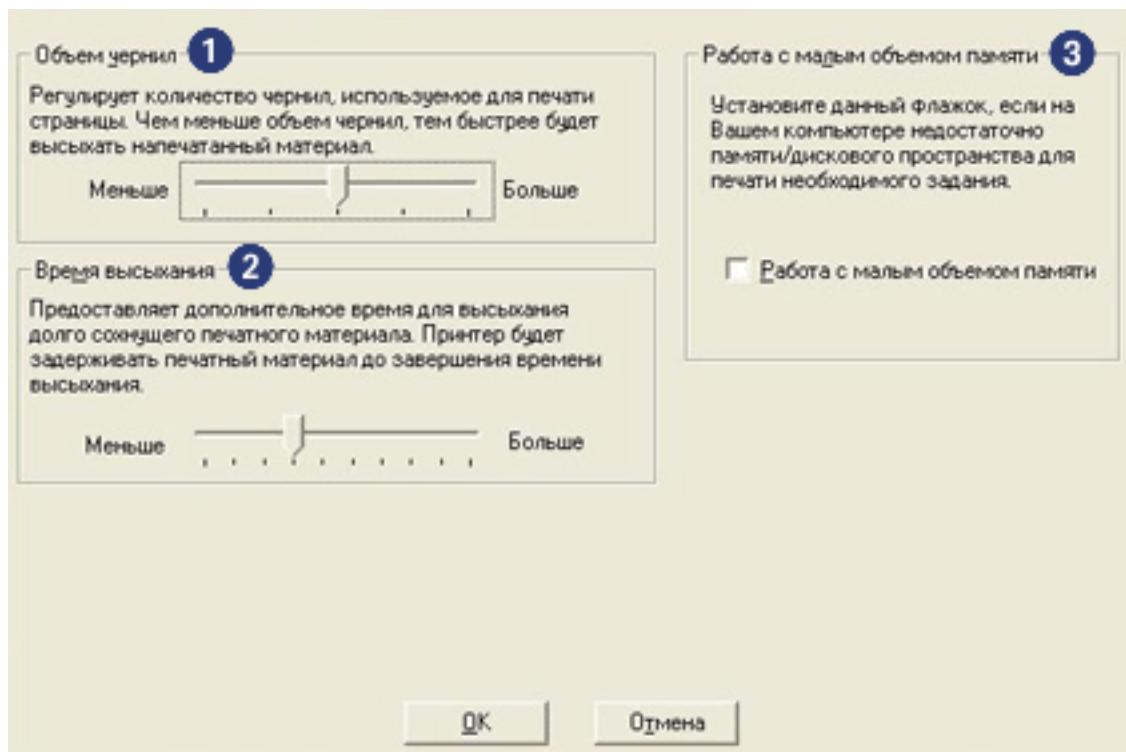 Объем чернил 1
Регулирует количество чернил, используемое для печати
страницы. Чем меньше объем чернил, тем быстрее будет
высыхать напечатанный материал.
Меньше Больше
Время высыхания 2
Предоставляет дополнительное время для высыхания
долго сохнущего печатного материала. Принтер будет
задерживать печатный материал до завершения времени
высыхания.
Меньше Больше
Работа с малым объемом памяти 3
Установите данный флажок, если на
Вашем компьютере недостаточно
памяти/дискового пространства для
печати необходимого задания.
Работа с малым объемом памяти
OK Отмена